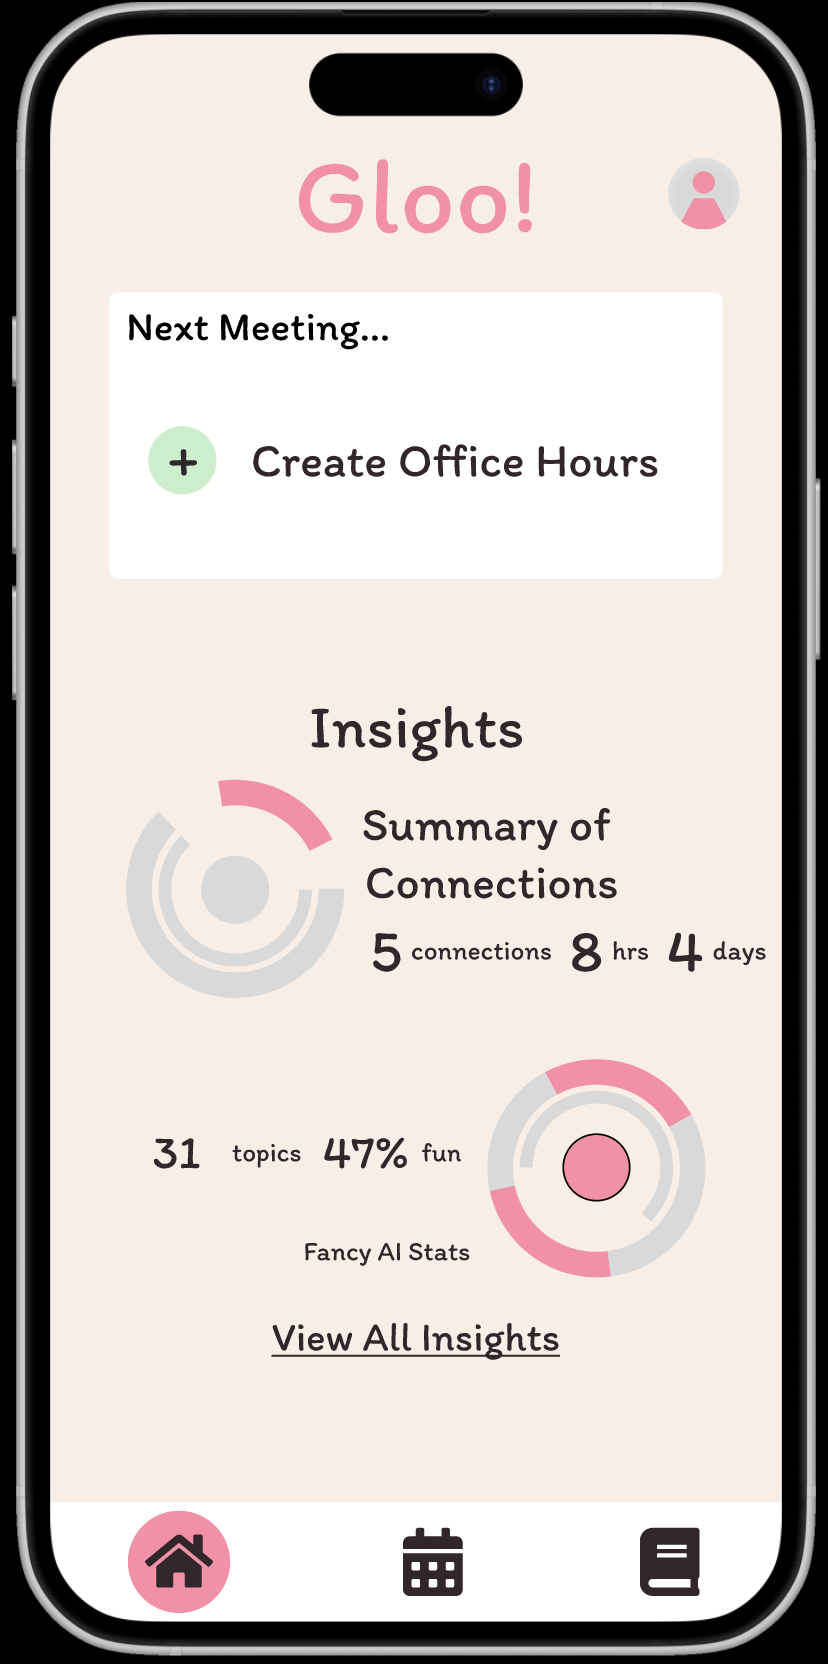 Gloo!
Next Meeting...
+ Create Office Hours
Insights
Summary of
Connections
5 connections 8 hrs 4 days
31 topics 47% fun
Fancy AI Stats
View All Insights